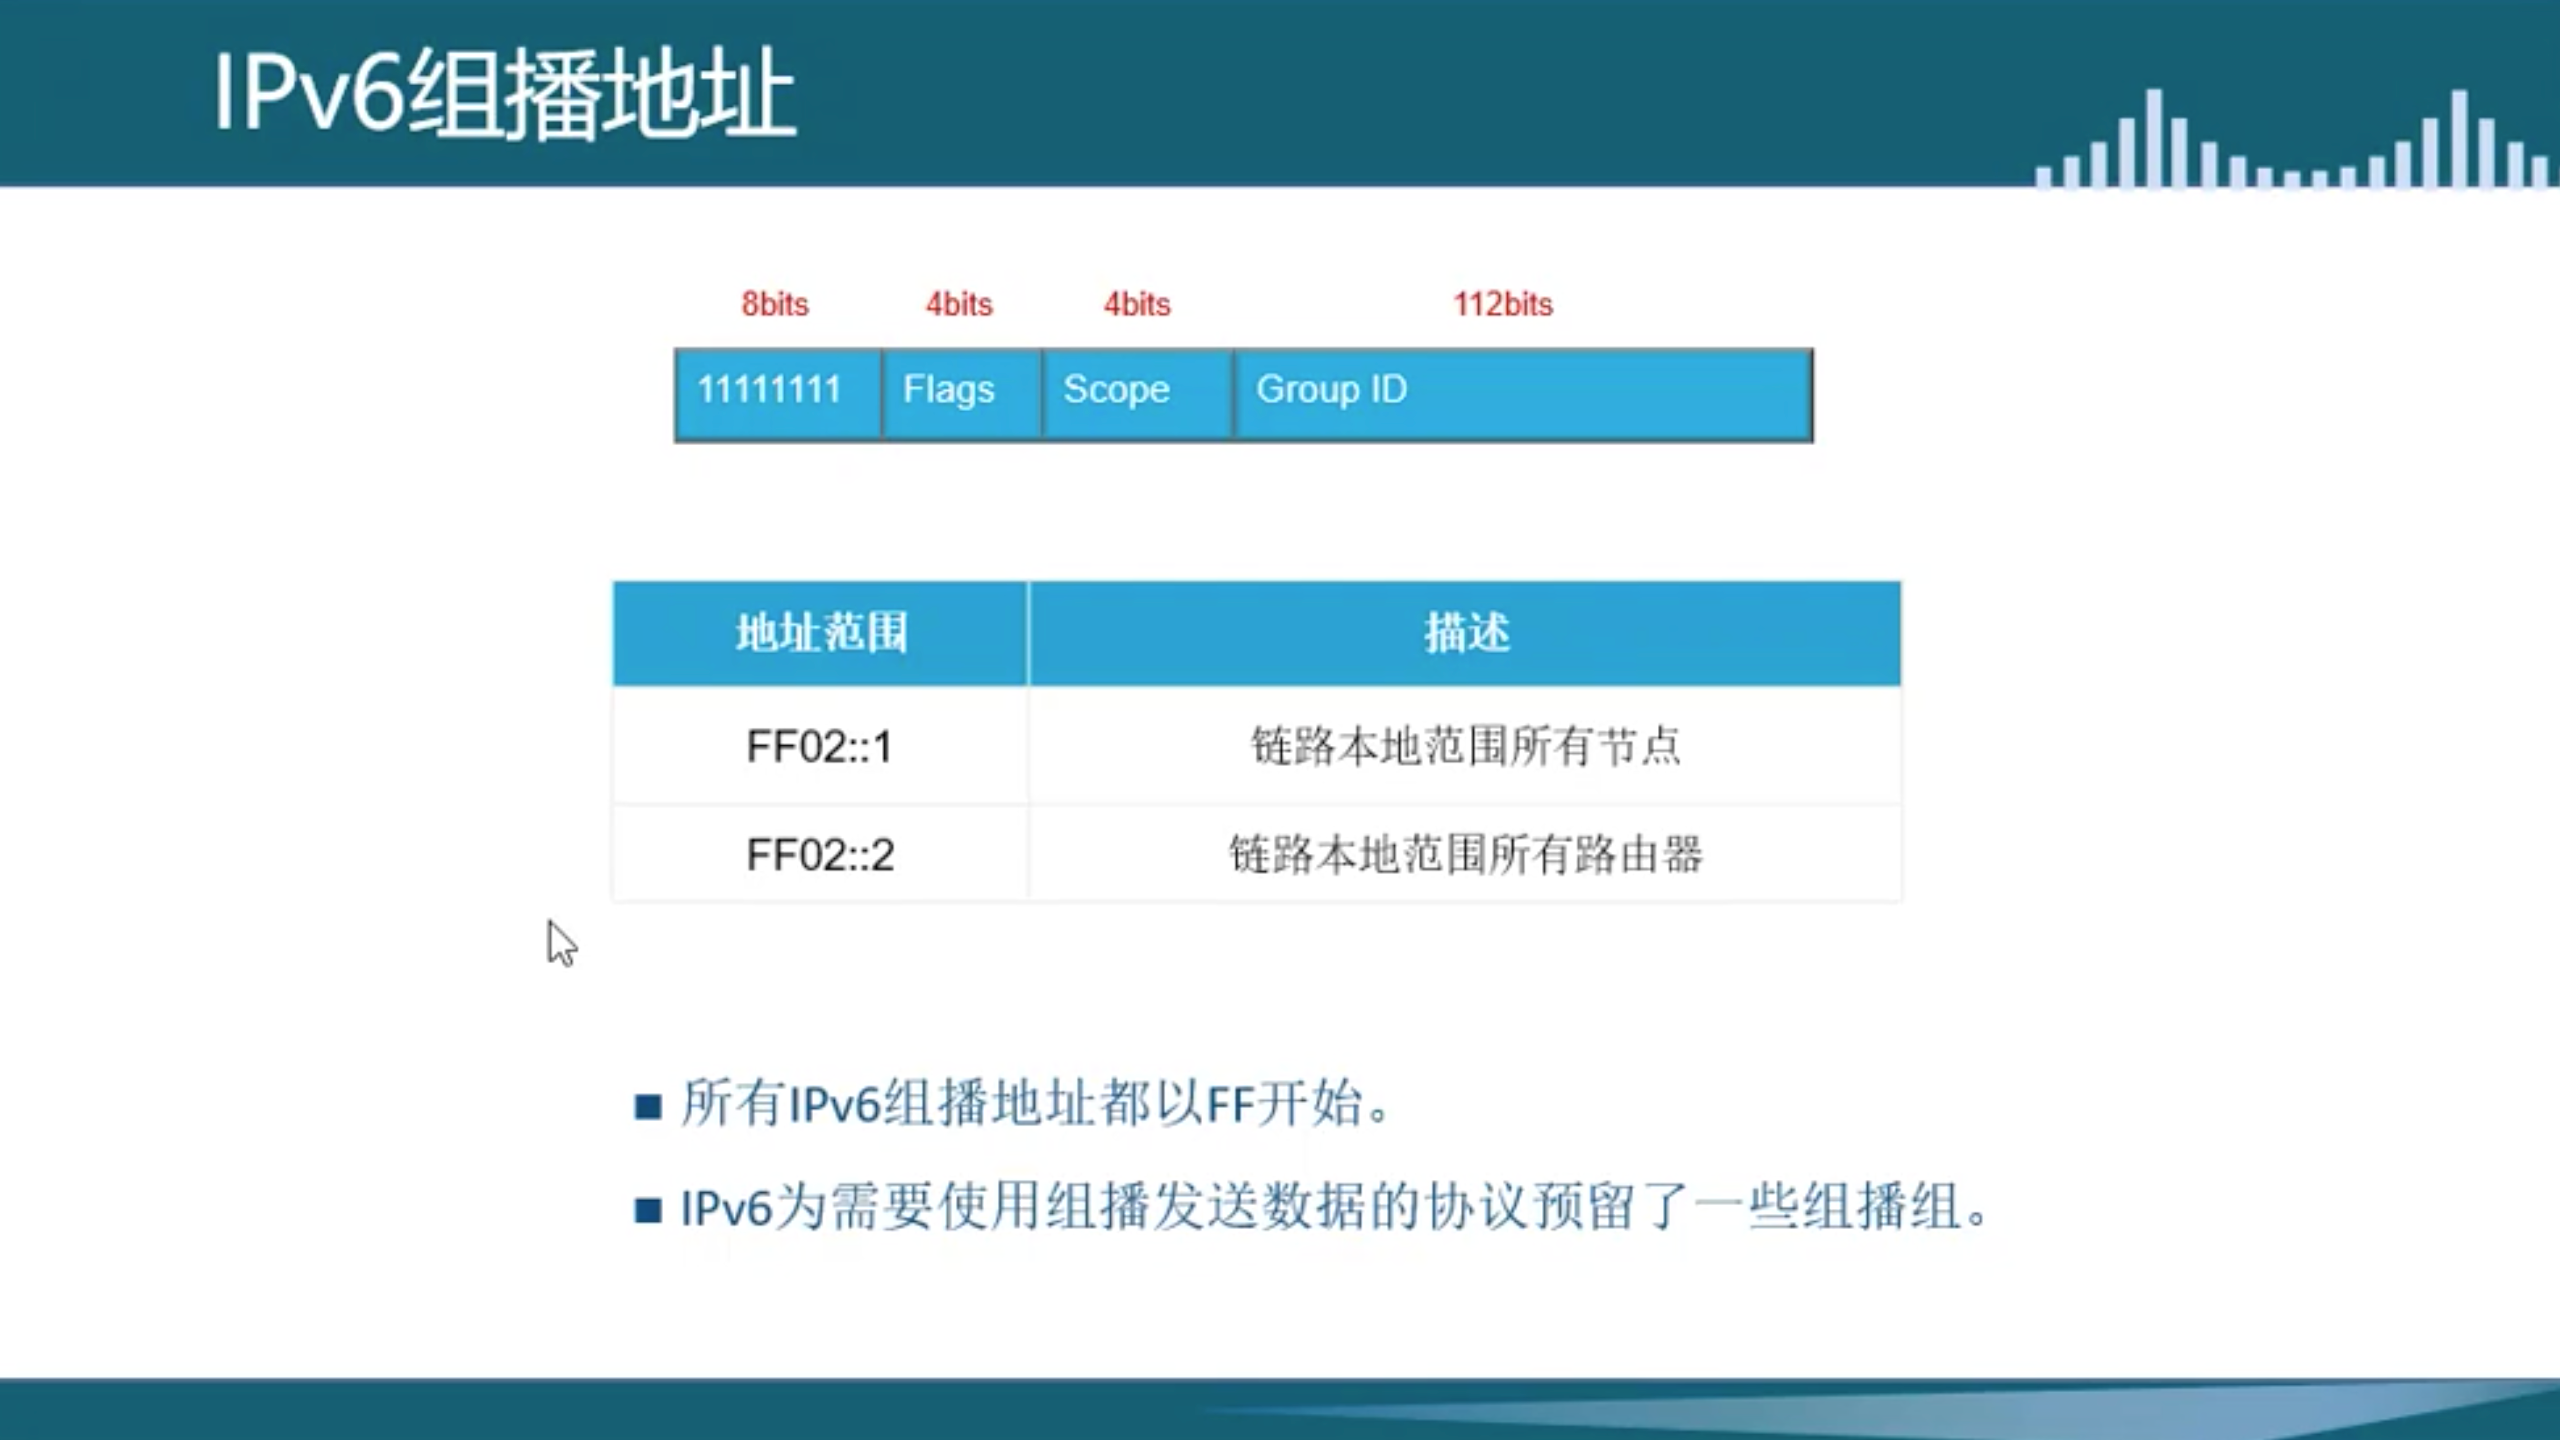 IPv6组播地址
8bits 4bits 4bits 112bits
11111111 Flags Scope Group ID
地址范围 描述
FF02::1 链路本地范围所有节点
FF02::2 链路本地范围所有路由器
■ 所有IPv6组播地址都以FF开始。
■ IPv6为需要使用组播发送数据的协议预留了一些组播组。